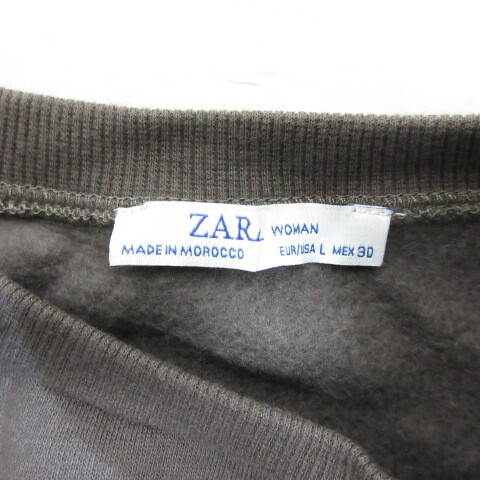 ZARA WOMAN
MADE IN MOROCCO EUR/USA L MEX 30